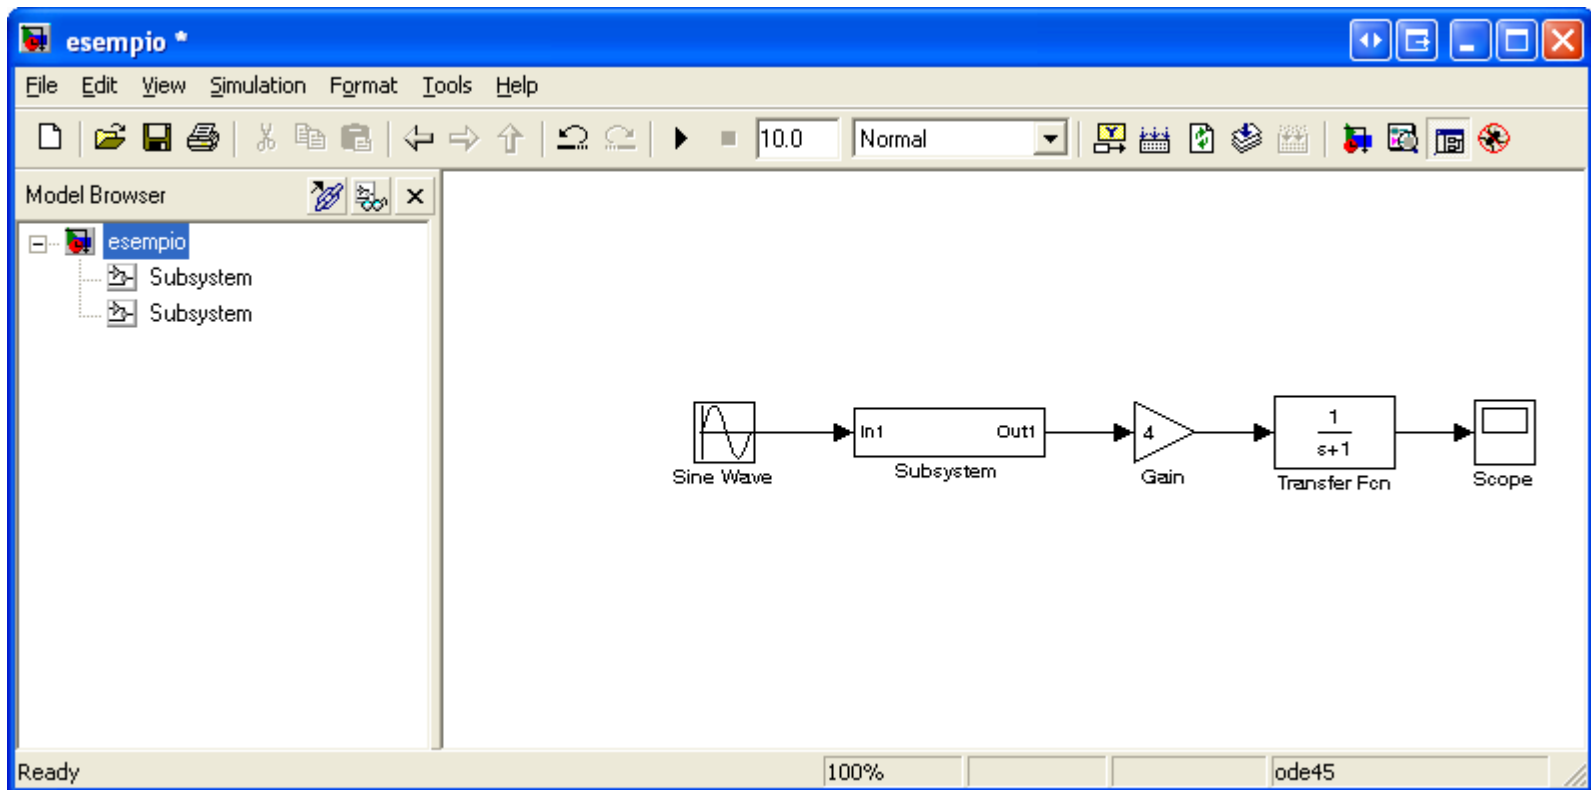 esempio *
File Edit View Simulation Format Tools Help
10.0 Normal
Model Browser
esempio
Subsystem
Subsystem
In1 Out1
4
1
s+1
Sine Wave Subsystem Gain Transfer Fcn Scope
Ready 100% ode45